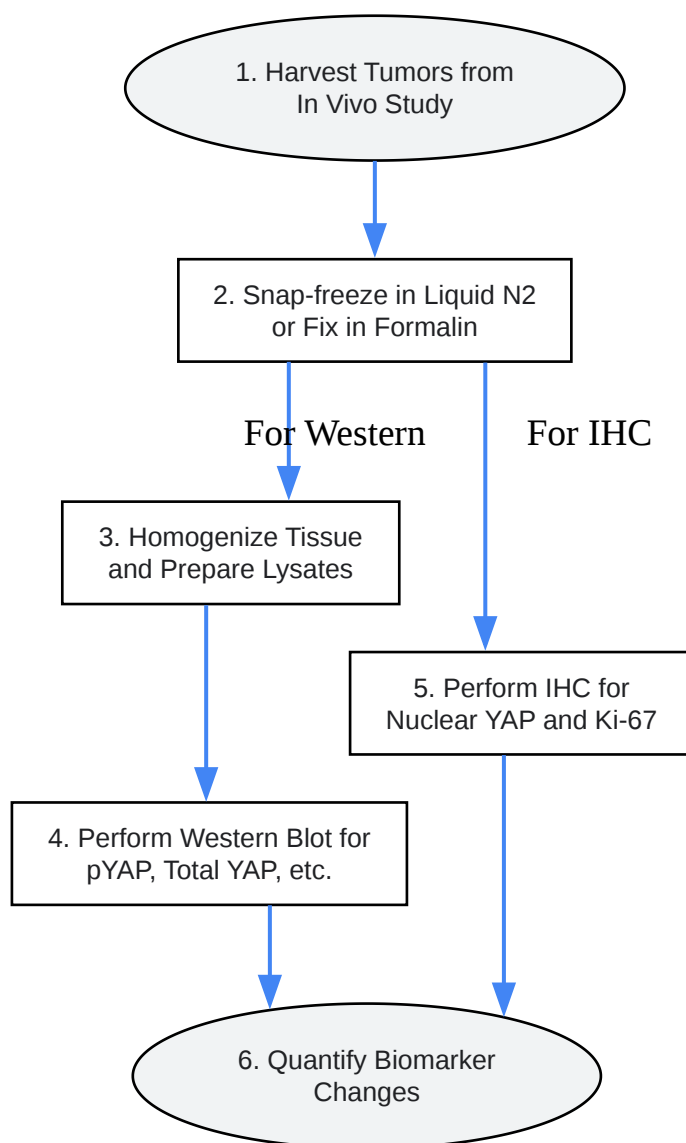 1. Harvest Tumors from
In Vivo Study
2. Snap-freeze in Liquid N2
or Fix in Formalin
For Western
For IHC
3. Homogenize Tissue
and Prepare Lysates
5. Perform IHC for
Nuclear YAP and Ki-67
4. Perform Western Blot for
pYAP, Total YAP, etc.
6. Quantify Biomarker
Changes